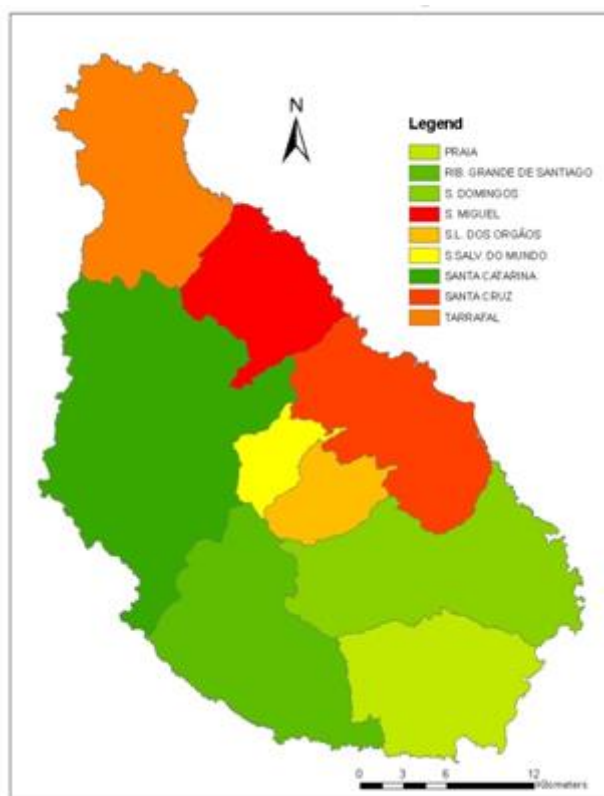 N
Legend
PRAIA
RIB. GRANDE DE SANTIAGO
S. DOMINGOS
S. MIGUEL
S.L. DOS ORGÃOS
S.SALV. DO MUNDO
SANTA CATARINA
SANTA CRUZ
TARRAFAL
0 3 6 12
Kilometers